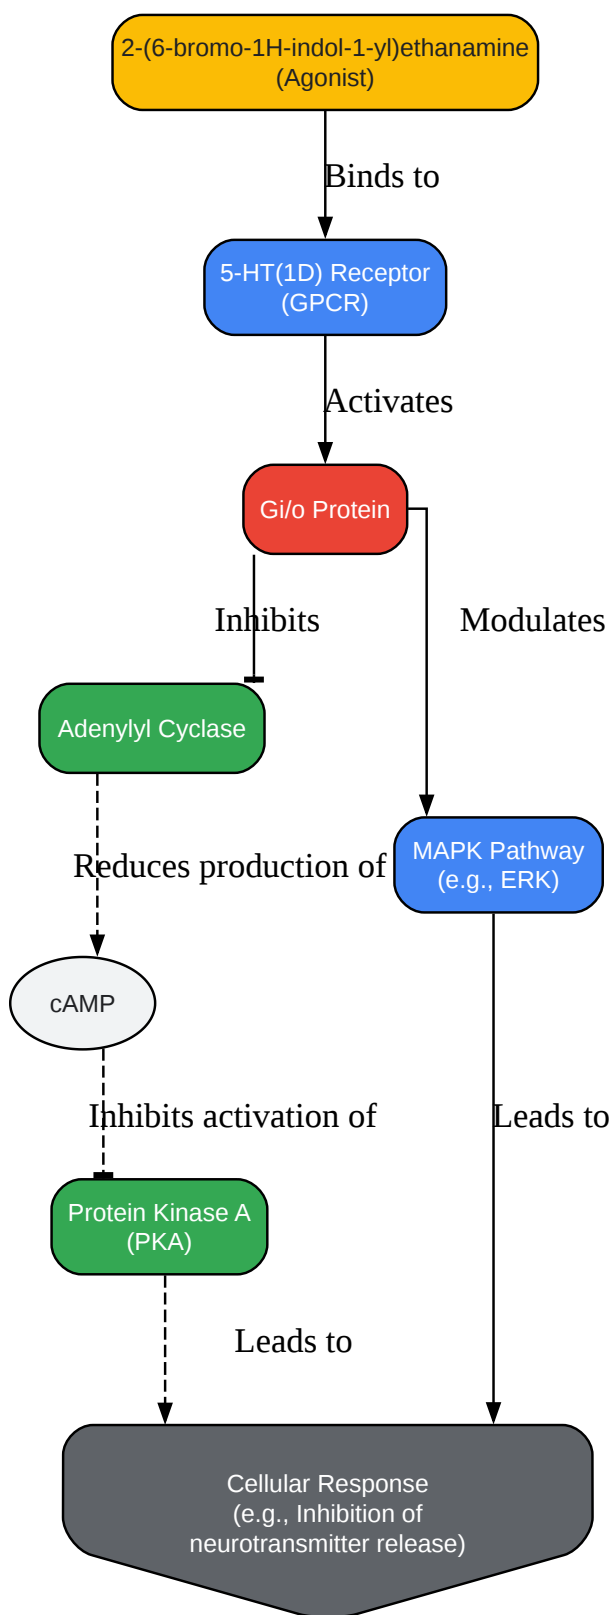 2-(6-bromo-1H-indol-1-yl)ethanamine
(Agonist)
Binds to
5-HT(1D) Receptor
(GPCR)
Activates
Gi/o Protein
Inhibits
Modulates
Adenylyl Cyclase
Reduces production of
MAPK Pathway
(e.g., ERK)
cAMP
Inhibits activation of
Leads to
Protein Kinase A
(PKA)
Leads to
Cellular Response
(e.g., Inhibition of
neurotransmitter release)